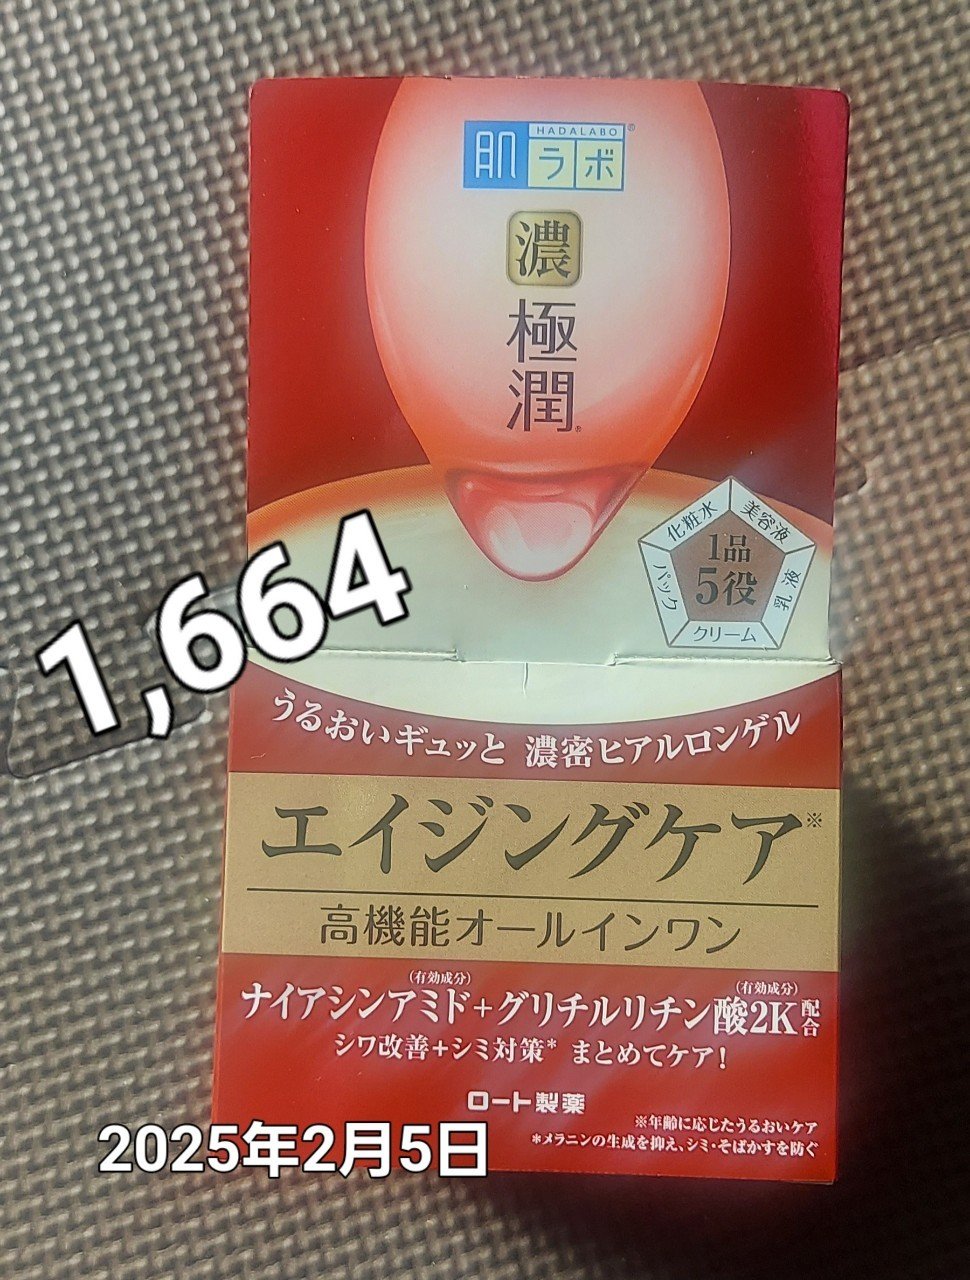 HADALABO®
肌ラボ
濃
極
潤®
化粧水
美容液
乳液
クリーム
パック
1品
5役
1,664
うるおいギュッと 濃密ヒアルロンゲル
エイジングケア※
高機能オールインワン
(有効成分) (有効成分)
ナイアシンアミド+グリチルリチン酸2K配合
シワ改善+シミ対策* まとめてケア!
ロート製薬
※年齢に応じたうるおいケア
*メラニンの生成を抑え、シミ・そばかすを防ぐ
2025年2月5日